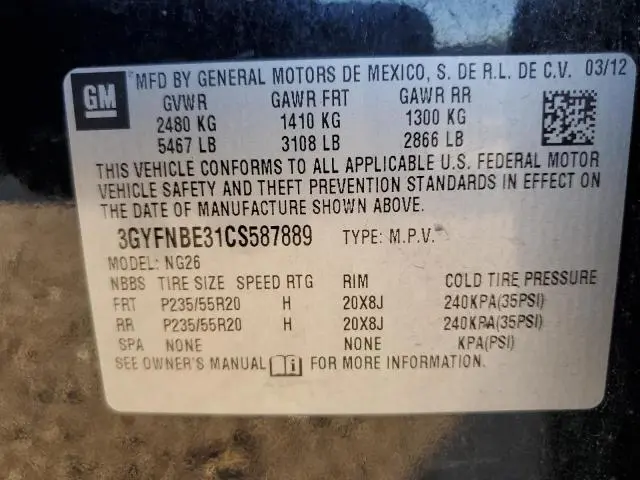 GM
MFD BY GENERAL MOTORS DE MEXICO, S. DE R.L. DE C.V. 03/12
GVWR GAWR FRT GAWR RR
2480 KG 1410 KG 1300 KG
5467 LB 3108 LB 2866 LB
THIS VEHICLE CONFORMS TO ALL APPLICABLE U.S. FEDERAL MOTOR
VEHICLE SAFETY AND THEFT PREVENTION STANDARDS IN EFFECT ON
THE DATE OF MANUFACTURE SHOWN ABOVE.
3GYFNBE31CS587889 TYPE: M.P.V.
MODEL: NG26
NBBS TIRE SIZE SPEED RTG RIM COLD TIRE PRESSURE
FRT P235/55R20 H 20X8J 240KPA(35PSI)
RR P235/55R20 H 20X8J 240KPA(35PSI)
SPA NONE NONE KPA(PSI)
SEE OWNER'S MANUAL i FOR MORE INFORMATION.